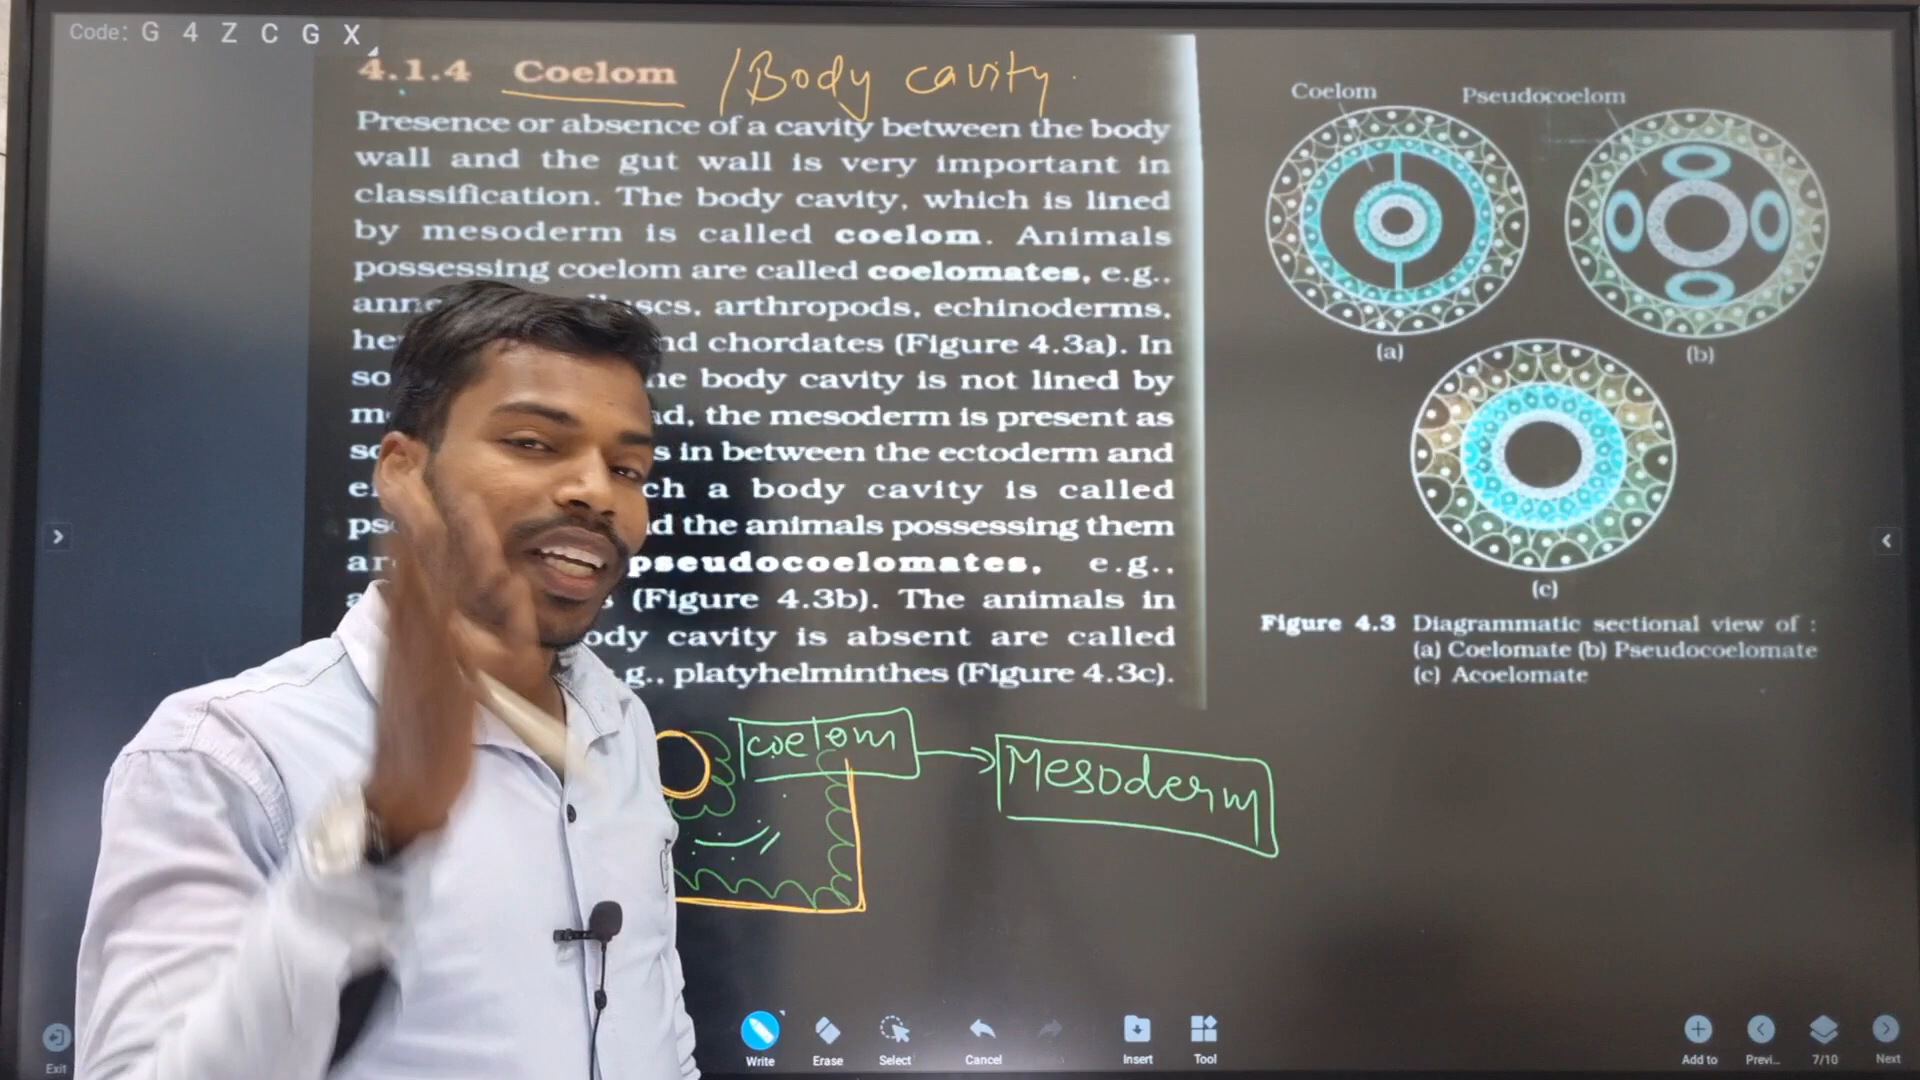 Code: G 4 Z C G X
4.1.4 Coelom / Body cavity.
Presence or absence of a cavity between the body
wall and the gut wall is very important in
classification. The body cavity, which is lined
by mesoderm is called coelom. Animals
possessing coelom are called coelomates, e.g.,
scs, arthropods, echinoderms,
nd chordates (Figure 4.3a). In
body cavity is not lined by
the mesoderm is present as
in between the ectoderm and
ch a body cavity is called
the animals possessing them
pseudocoelomates, e.g.,
(Figure 4.3b). The animals in
ody cavity is absent are called
.g., platyhelminthes (Figure 4.3c).
Coelom
Pseudocoelom
(a)
(b)
(c)
Figure 4.3 Diagrammatic sectional view of :
(a) Coelomate (b) Pseudocoelomate
(c) Acoelomate
coelom
Mesoderm
Exit
Write
Erase
Select
Cancel
Insert
Tool
Add to
Previ...
7/10
Next